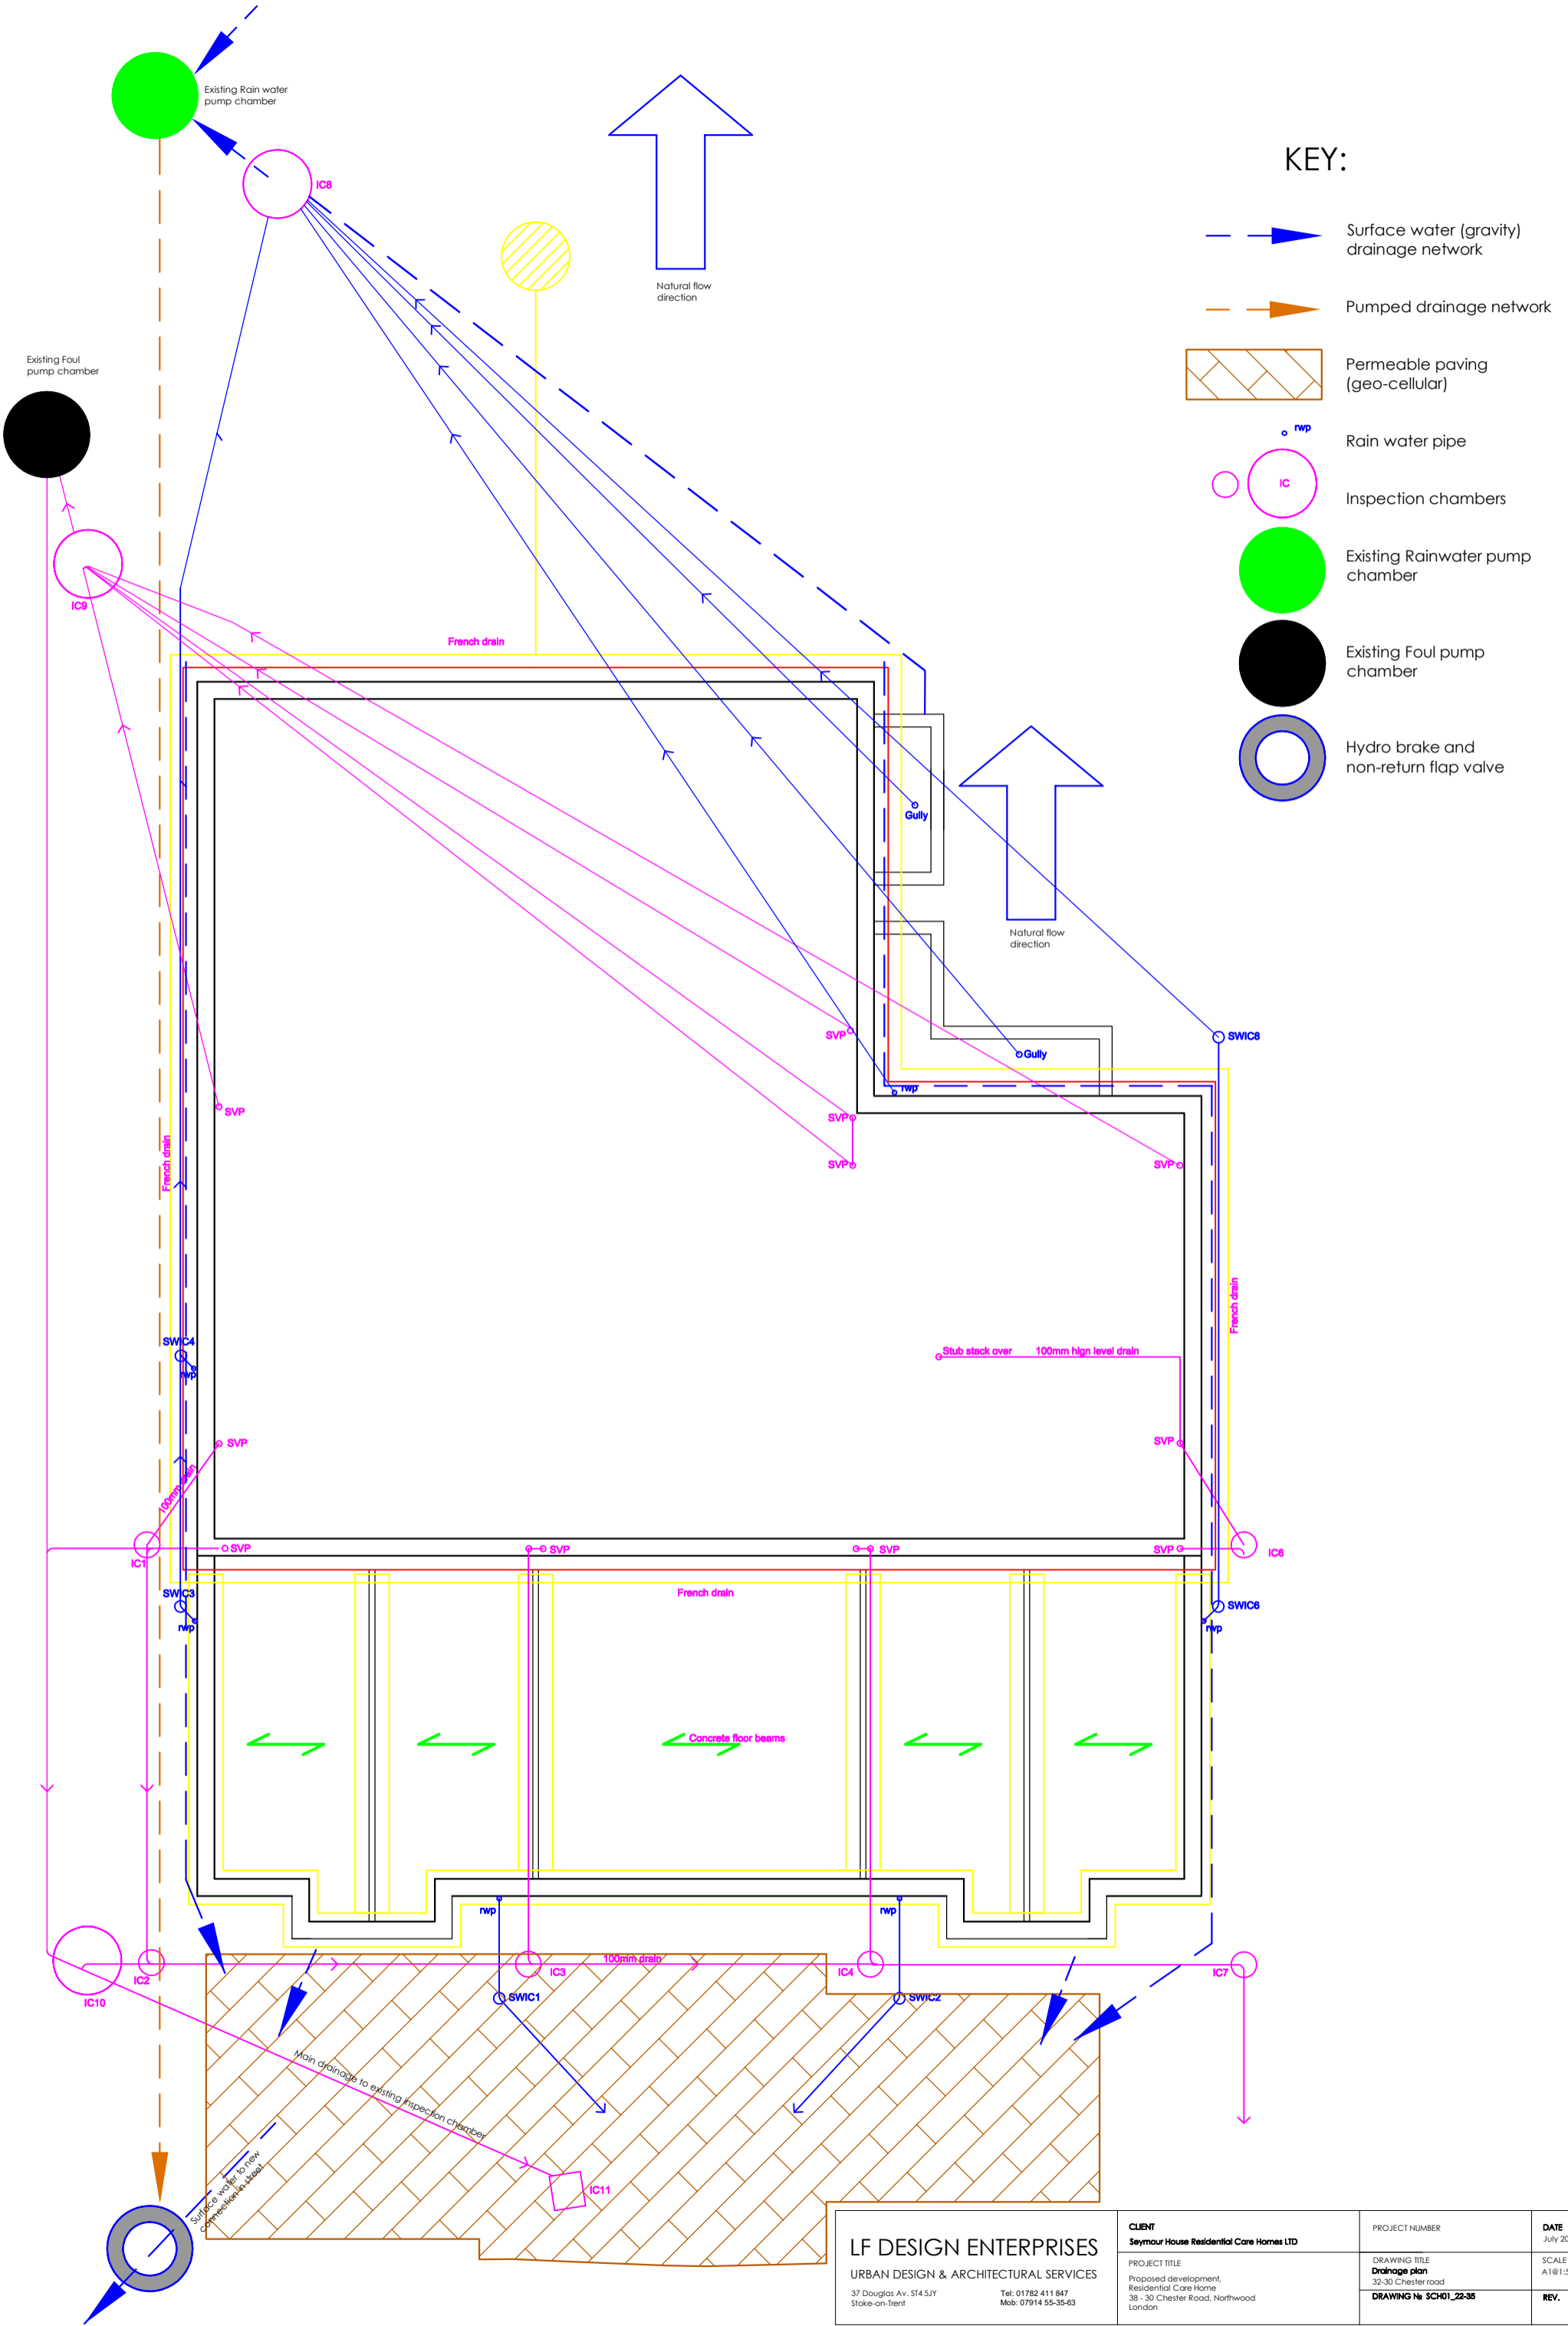 Existing Rain water
pump chamber
IC8
Natural flow
direction
KEY:
Surface water (gravity)
drainage network
Pumped drainage network
Permeable paving
(geo-cellular)
rwp
Rain water pipe
IC
Inspection chambers
Existing Rainwater pump
chamber
Existing Foul pump
chamber
Hydro brake and
non-return flap valve
Existing Foul
pump chamber
IC9
French drain
Gully
Natural flow
direction
SVP
SWIC8
Gully
rwp
SVP
SVP
SVP
SVP
French drain
French drain
SWIC4
rwp
Stub stack over
100mm hign level drain
SVP
SVP
100mm drain
IC1
SVP
SVP
SVP
SVP
IC6
SWIC3
rwp
French drain
SWIC6
rwp
Concrete floor beams
rwp
rwp
IC2
IC10
100mm drain
IC3
IC4
IC7
SWIC1
SWIC2
Main drainage to existing inspection chamber
IC11
Surface water to new
connection in street
LF DESIGN ENTERPRISES
URBAN DESIGN & ARCHITECTURAL SERVICES
37 Douglas Av. ST4 5JY
Stoke-on-Trent
Tel: 01782 411 847
Mob: 07914 55-35-63
CLIENT
Seymour House Residential Care Homes LTD
PROJECT TITLE
Proposed development,
Residential Care Home
38 - 30 Chester Road, Northwood
London
PROJECT NUMBER
DRAWING TITLE
Drainage plan
32-30 Chester road
DRAWING № SCH01_22-35
DATE
July 20
SCALE
A1@1:5
REV.